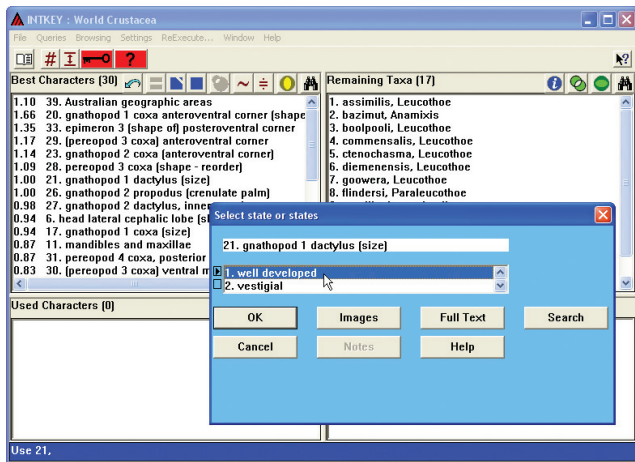 INTKEY : World Crustacea
File Queries Browsing Settings ReExecute... Window Help
Best Characters (30)
1.10 39. Australian geographic areas
1.66 20. gnathopod 1 coxa anteroventral corner (shape
1.35 33. epimeron 3 (shape of) posteroventral corner
1.17 29. (pereopod 3 coxa) anteroventral corner
1.14 23. gnathopod 2 coxa (anteroventral corner)
1.09 28. pereopod 3 coxa (shape - reorder)
1.00 21. gnathopod 1 dactylus (size)
1.00 26. gnathopod 2 propodus (crenulate palm)
0.98 27. gnathopod 2 dactylus, inner
0.94 6. head lateral cephalic lobe (s
0.94 17. gnathopod 1 coxa (size)
0.87 11. mandibles and maxillae
0.87 31. pereopod 4 coxa, posterior
0.83 30. (pereopod 3 coxa) ventral m
Remaining Taxa (17)
1. assimilis, Leucothoe
2. bazimut, Anamixis
3. boolpooli, Leucothoe
4. commensalis, Leucothoe
5. ctenochasma, Leucothoe
6. diemenensis, Leucothoe
7. goowera, Leucothoe
8. flindersi, Paraleucothoe
Select state or states
21. gnathopod 1 dactylus (size)
1. well developed
2. vestigial
OK Images Full Text Search
Cancel Notes Help
Used Characters (0)
Use 21,